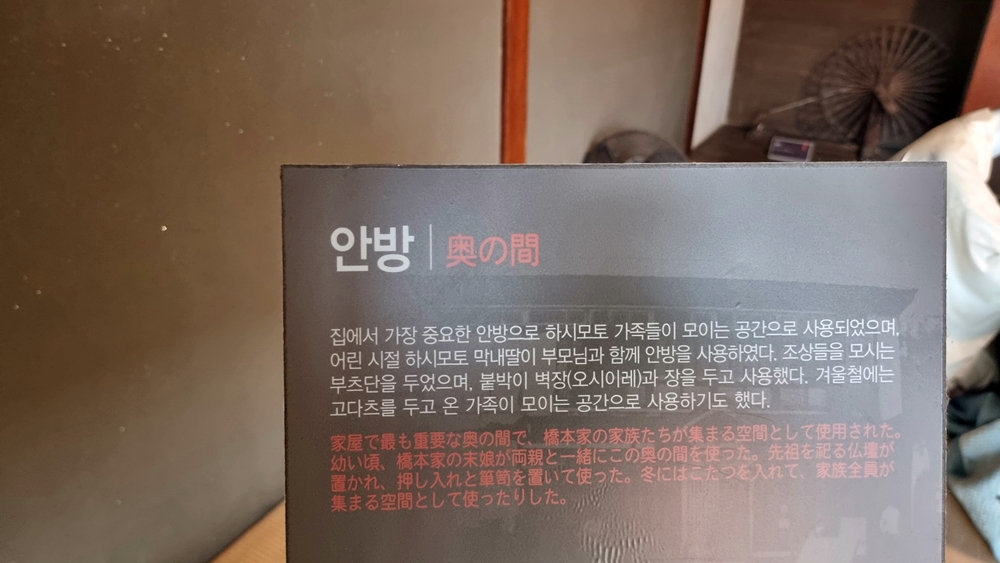 안방 | 奥の間
집에서 가장 중요한 안방으로 하시모토 가족들이 모이는 공간으로 사용되었으며,
어린 시절 하시모토 막내딸이 부모님과 함께 안방을 사용하였다. 조상들을 모시는
부츠단을 두었으며, 붙박이 벽장(오시이레)과 장을 두고 사용했다. 겨울철에는
고다츠를 두고 온 가족이 모이는 공간으로 사용하기도 했다.
家屋で最も重要な奥の間で、橋本家の家族たちが集まる空間として使用された。
幼い頃、橋本家の末娘が両親と一緒にこの奥の間を使った。先祖を祀る仏壇が
置かれ、押し入れと箪笥を置いて使った。冬にはこたつを入れて、家族全員が
集まる空間として使ったりした。